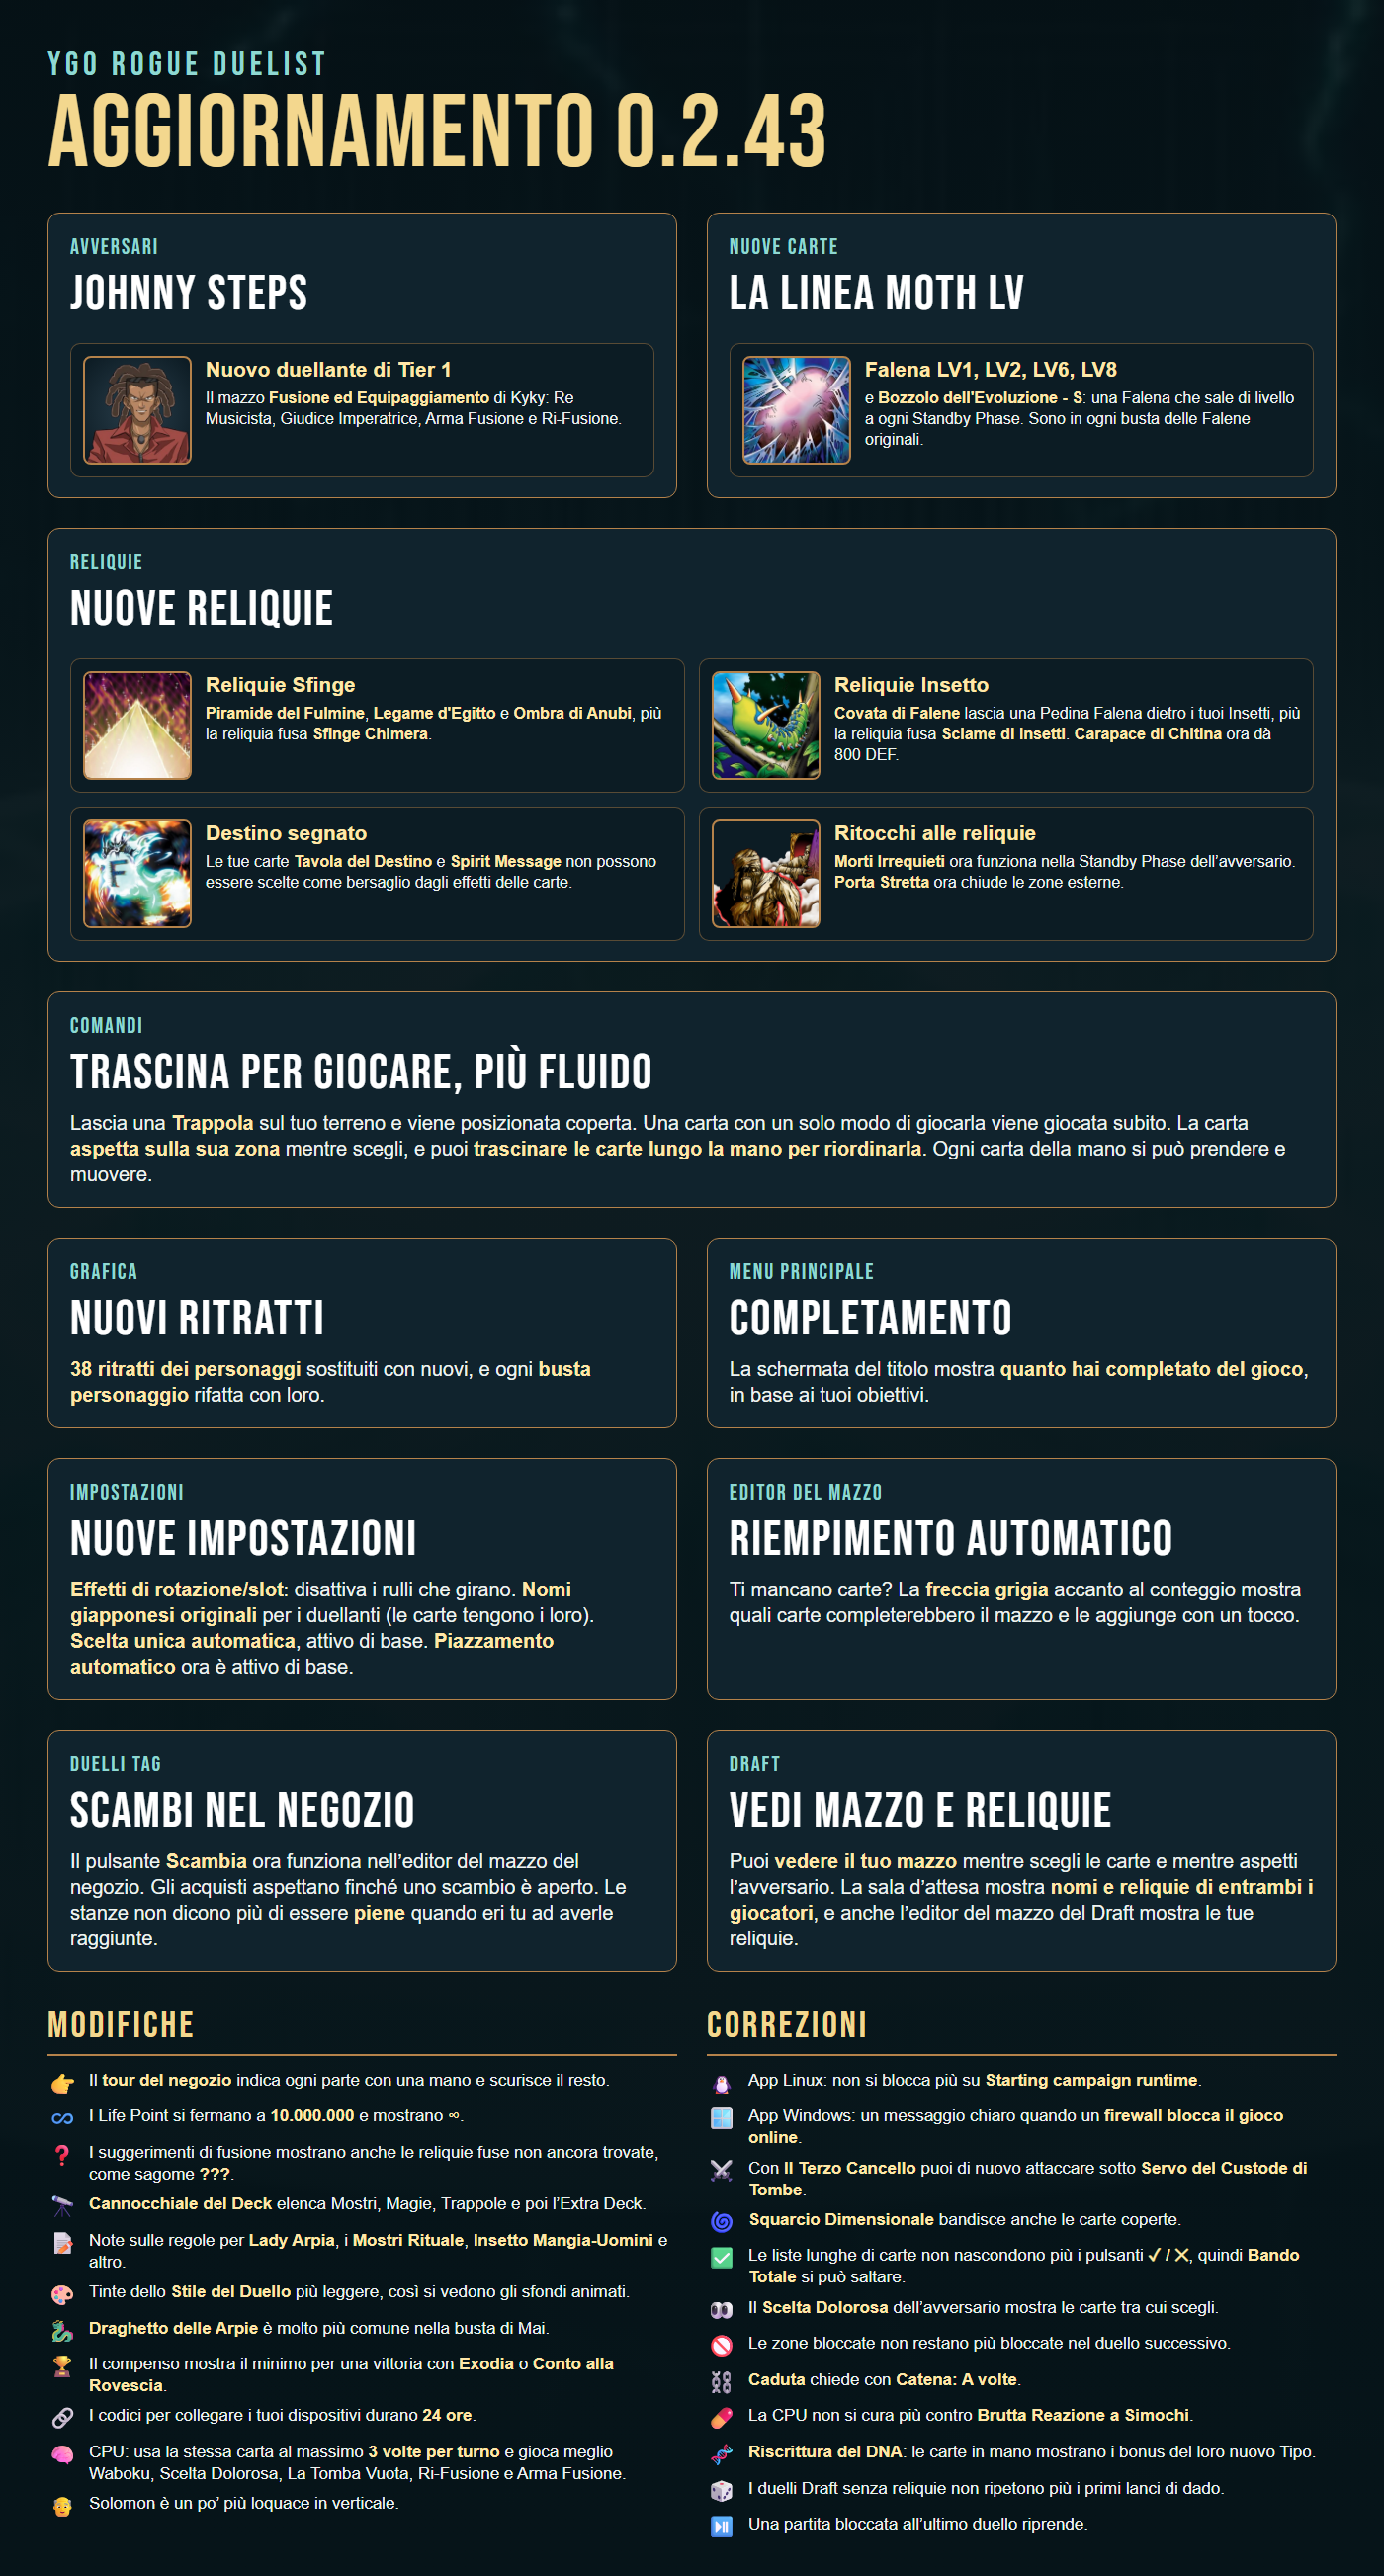 YGO ROGUE DUELIST
AGGIORNAMENTO 0.2.43
AVVERSARI
JOHNNY STEPS
Nuovo duellante di Tier 1
Il mazzo Fusione ed Equipaggiamento di Kyky: Re
Musicista, Giudice Imperatrice, Arma Fusione e Ri-Fusione.
NUOVE CARTE
LA LINEA MOTH LV
Falena LV1, LV2, LV6, LV8
e Bozzolo dell'Evoluzione - S: una Falena che sale di livello
a ogni Standby Phase. Sono in ogni busta delle Falene
originali.
RELIQUIE
NUOVE RELIQUIE
Reliquie Sfinge
Piramide del Fulmine, Legame d'Egitto e Ombra di Anubi, più
la reliquia fusa Sfinge Chimera.
Reliquie Insetto
Covata di Falene lascia una Pedina Falena dietro i tuoi Insetti, più
la reliquia fusa Sciame di Insetti. Carapace di Chitina ora dà
800 DEF.
Destino segnato
Le tue carte Tavola del Destino e Spirit Message non possono
essere scelte come bersaglio dagli effetti delle carte.
Ritocchi alle reliquie
Morti Irrequieti ora funziona nella Standby Phase dell’avversario.
Porta Stretta ora chiude le zone esterne.
COMANDI
TRASCINA PER GIOCARE, PIÙ FLUIDO
Lascia una Trappola sul tuo terreno e viene posizionata coperta. Una carta con un solo modo di giocarla viene giocata subito. La carta
aspetta sulla sua zona mentre scegli, e puoi trascinare le carte lungo la mano per riordinarla. Ogni carta della mano si può prendere e
muovere.
GRAFICA
NUOVI RITRATTI
38 ritratti dei personaggi sostituiti con nuovi, e ogni busta
personaggio rifatta con loro.
MENU PRINCIPALE
COMPLETAMENTO
La schermata del titolo mostra quanto hai completato del gioco,
in base ai tuoi obiettivi.
IMPOSTAZIONI
NUOVE IMPOSTAZIONI
Effetti di rotazione/slot: disattiva i rulli che girano. Nomi
giapponesi originali per i duellanti (le carte tengono i loro).
Scelta unica automatica, attivo di base. Piazzamento
automatico ora è attivo di base.
EDITOR DEL MAZZO
RIEMPIMENTO AUTOMATICO
Ti mancano carte? La freccia grigia accanto al conteggio mostra
quali carte completerebbero il mazzo e le aggiunge con un tocco.
DUELLI TAG
SCAMBI NEL NEGOZIO
Il pulsante Scambia ora funziona nell’editor del mazzo del
negozio. Gli acquisti aspettano finché uno scambio è aperto. Le
stanze non dicono più di essere piene quando eri tu ad averle
raggiunte.
DRAFT
VEDI MAZZO E RELIQUIE
Puoi vedere il tuo mazzo mentre scegli le carte e mentre aspetti
l’avversario. La sala d’attesa mostra nomi e reliquie di entrambi i
giocatori, e anche l’editor del mazzo del Draft mostra le tue
reliquie.
MODIFICHE
Il tour del negozio indica ogni parte con una mano e scurisce il resto.
I Life Point si fermano a 10.000.000 e mostrano ∞.
I suggerimenti di fusione mostrano anche le reliquie fuse non ancora trovate,
come sagome ???.
Cannocchiale del Deck elenca Mostri, Magie, Trappole e poi l’Extra Deck.
Note sulle regole per Lady Arpia, i Mostri Rituale, Insetto Mangia-Uomini e
altro.
Tinte dello Stile del Duello più leggere, così si vedono gli sfondi animati.
Draghetto delle Arpie è molto più comune nella busta di Mai.
Il compenso mostra il minimo per una vittoria con Exodia o Conto alla
Rovescia.
I codici per collegare i tuoi dispositivi durano 24 ore.
CPU: usa la stessa carta al massimo 3 volte per turno e gioca meglio
Waboku, Scelta Dolorosa, La Tomba Vuota, Ri-Fusione e Arma Fusione.
Solomon è un po’ più loquace in verticale.
CORREZIONI
App Linux: non si blocca più su Starting campaign runtime.
App Windows: un messaggio chiaro quando un firewall blocca il gioco
online.
Con Il Terzo Cancello puoi di nuovo attaccare sotto Servo del Custode di
Tombe.
Squarcio Dimensionale bandisce anche le carte coperte.
Le liste lunghe di carte non nascondono più i pulsanti ✓ / ✕, quindi Bando
Totale si può saltare.
Il Scelta Dolorosa dell’avversario mostra le carte tra cui scegli.
Le zone bloccate non restano più bloccate nel duello successivo.
Caduta chiede con Catena: A volte.
La CPU non si cura più contro Brutta Reazione a Simochi.
Riscrittura del DNA: le carte in mano mostrano i bonus del loro nuovo Tipo.
I duelli Draft senza reliquie non ripetono più i primi lanci di dado.
Una partita bloccata all’ultimo duello riprende.